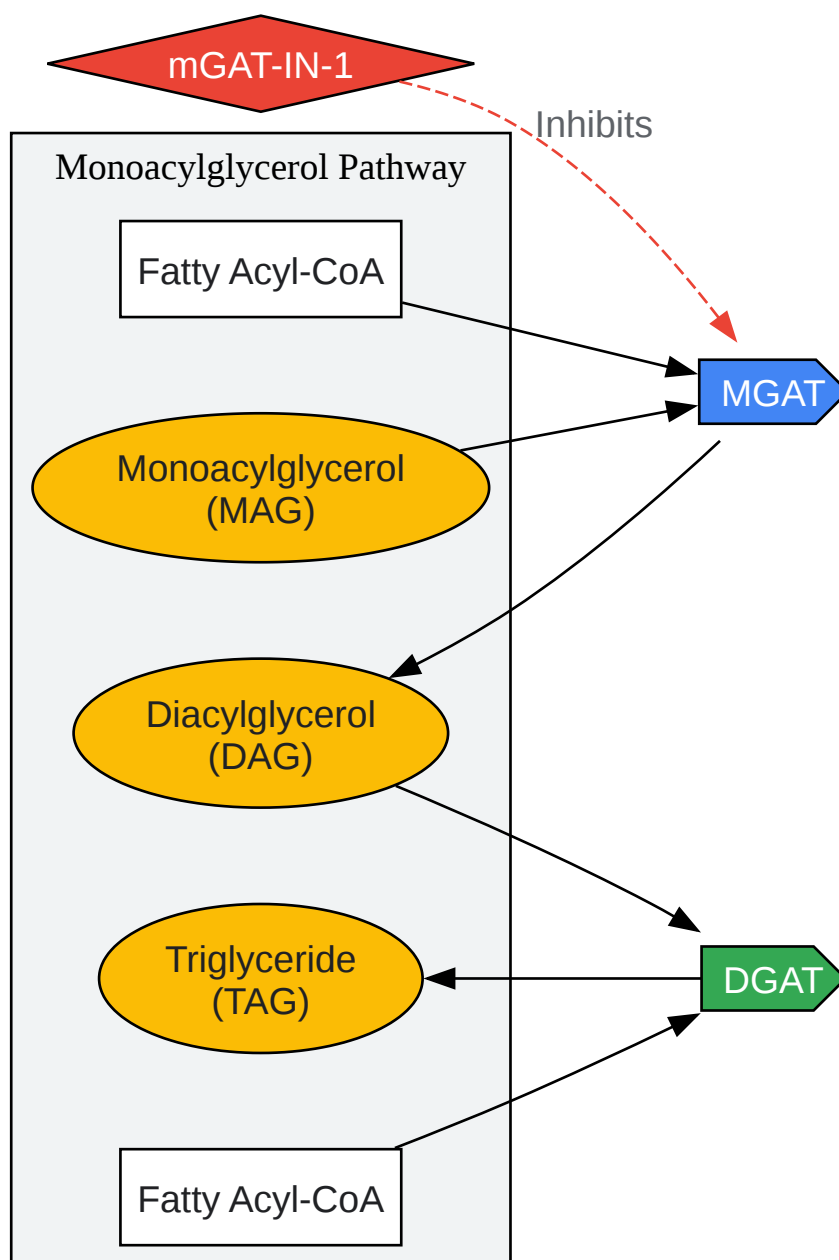 mGAT-IN-1
Inhibits
Monoacylglycerol Pathway
Fatty Acyl-CoA
MGAT
Monoacylglycerol
(MAG)
Diacylglycerol
(DAG)
Triglyceride
(TAG)
DGAT
Fatty Acyl-CoA